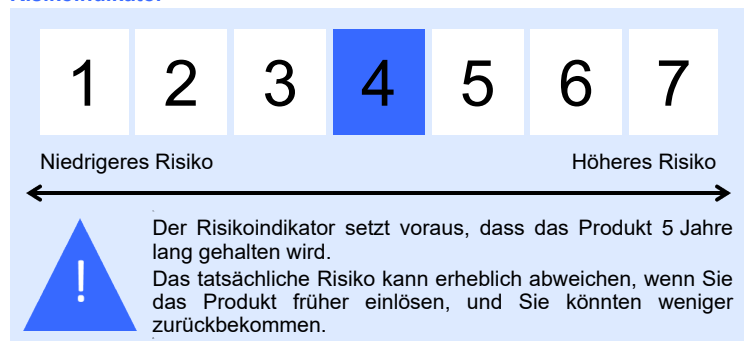 Risikoindikator
1 2 3 4 5 6 7
Niedrigeres Risiko Höheres Risiko
Der Risikoindikator setzt voraus, dass das Produkt 5 Jahre
lang gehalten wird.
!
Das tatsächliche Risiko kann erheblich abweichen, wenn Sie
das Produkt früher einlösen, und Sie könnten weniger
zurückbekommen.